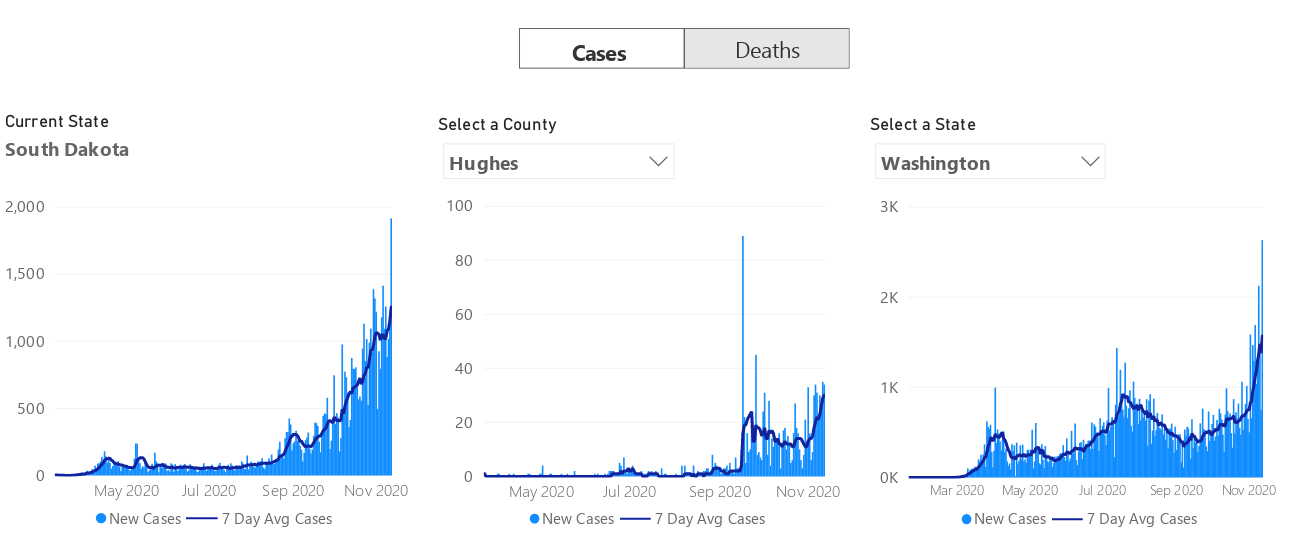 Cases Deaths
Current State
South Dakota
2,000
1,500
1,000
500
0
May 2020 Jul 2020 Sep 2020 Nov 2020
New Cases 7 Day Avg Cases
Select a County
Hughes
100
80
60
40
20
0
May 2020 Jul 2020 Sep 2020 Nov 2020
New Cases 7 Day Avg Cases
Select a State
Washington
3K
2K
1K
0K
Mar 2020 May 2020 Jul 2020 Sep 2020 Nov 2020
New Cases 7 Day Avg Cases